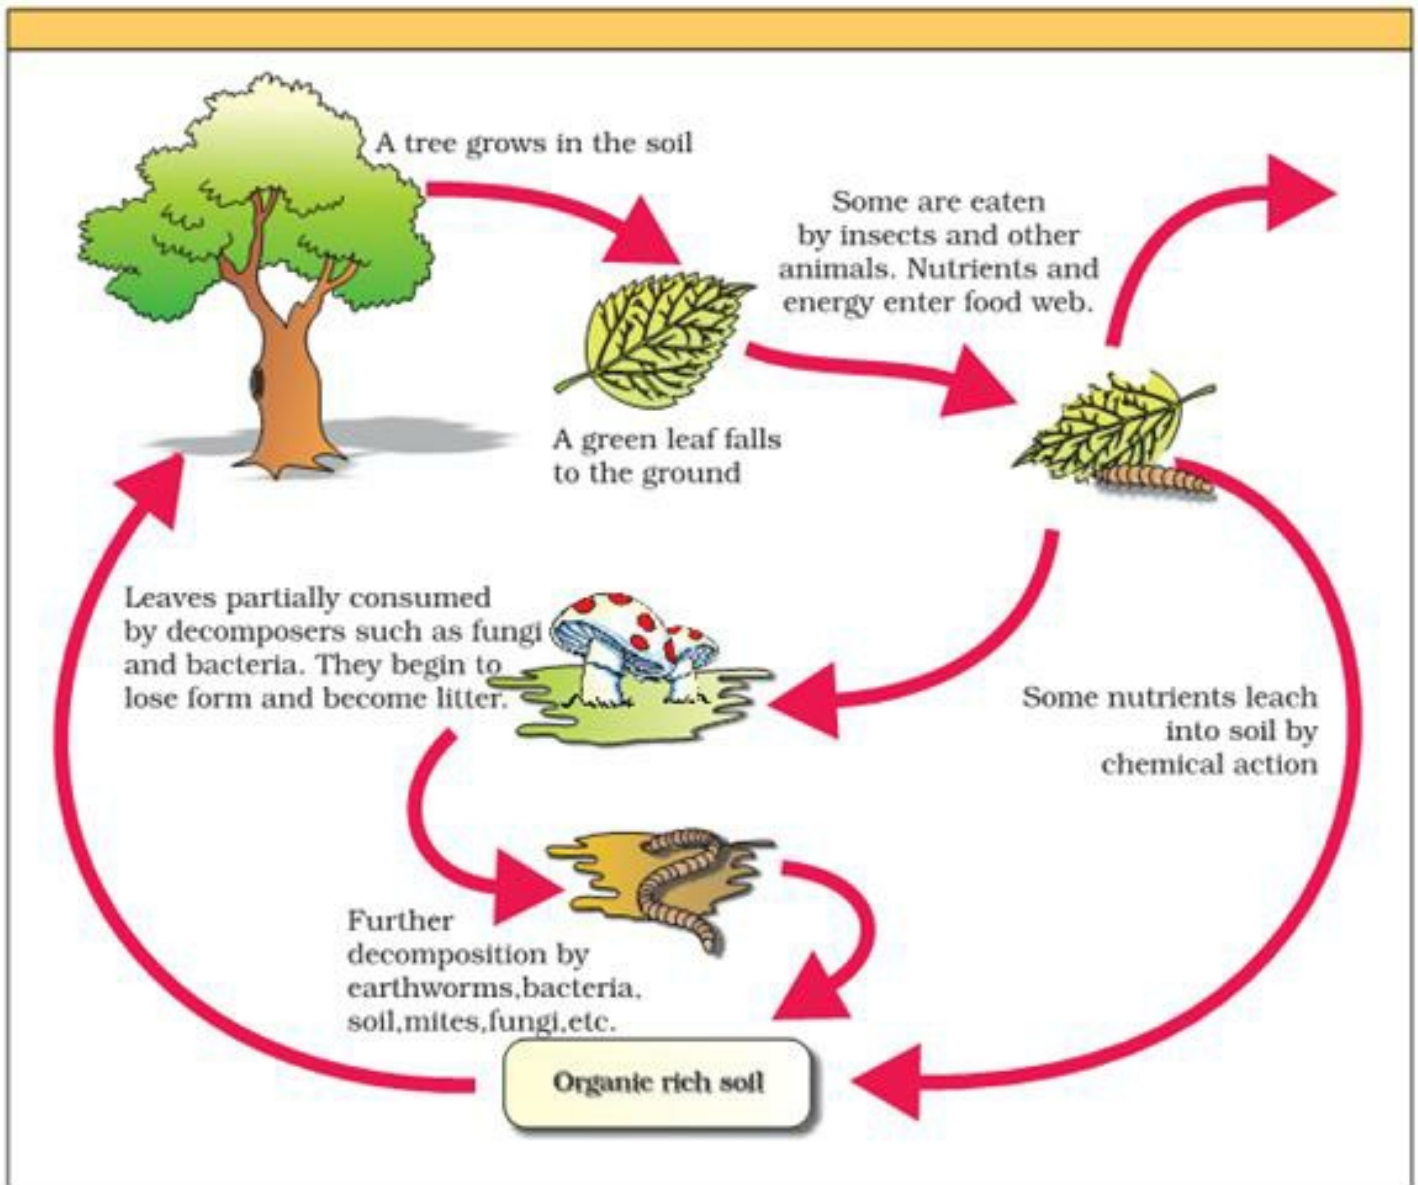 A tree grows in the soil
Some are eaten
by insects and other
animals. Nutrients and
energy enter food web.
A green leaf falls
to the ground
Leaves partially consumed
by decomposers such as fungi
and bacteria. They begin to
lose form and become litter.
Some nutrients leach
into soil by
chemical action
Further
decomposition by
earthworms,bacteria,
soil,mites,fungi,etc.
Organic rich soil